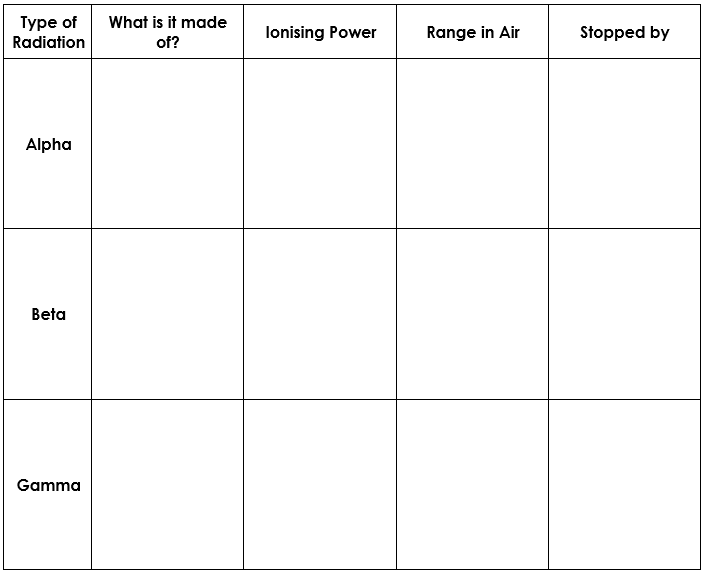 Type of
Radiation
What is it made
of?
Ionising Power
Range in Air
Stopped by
Alpha
Beta
Gamma